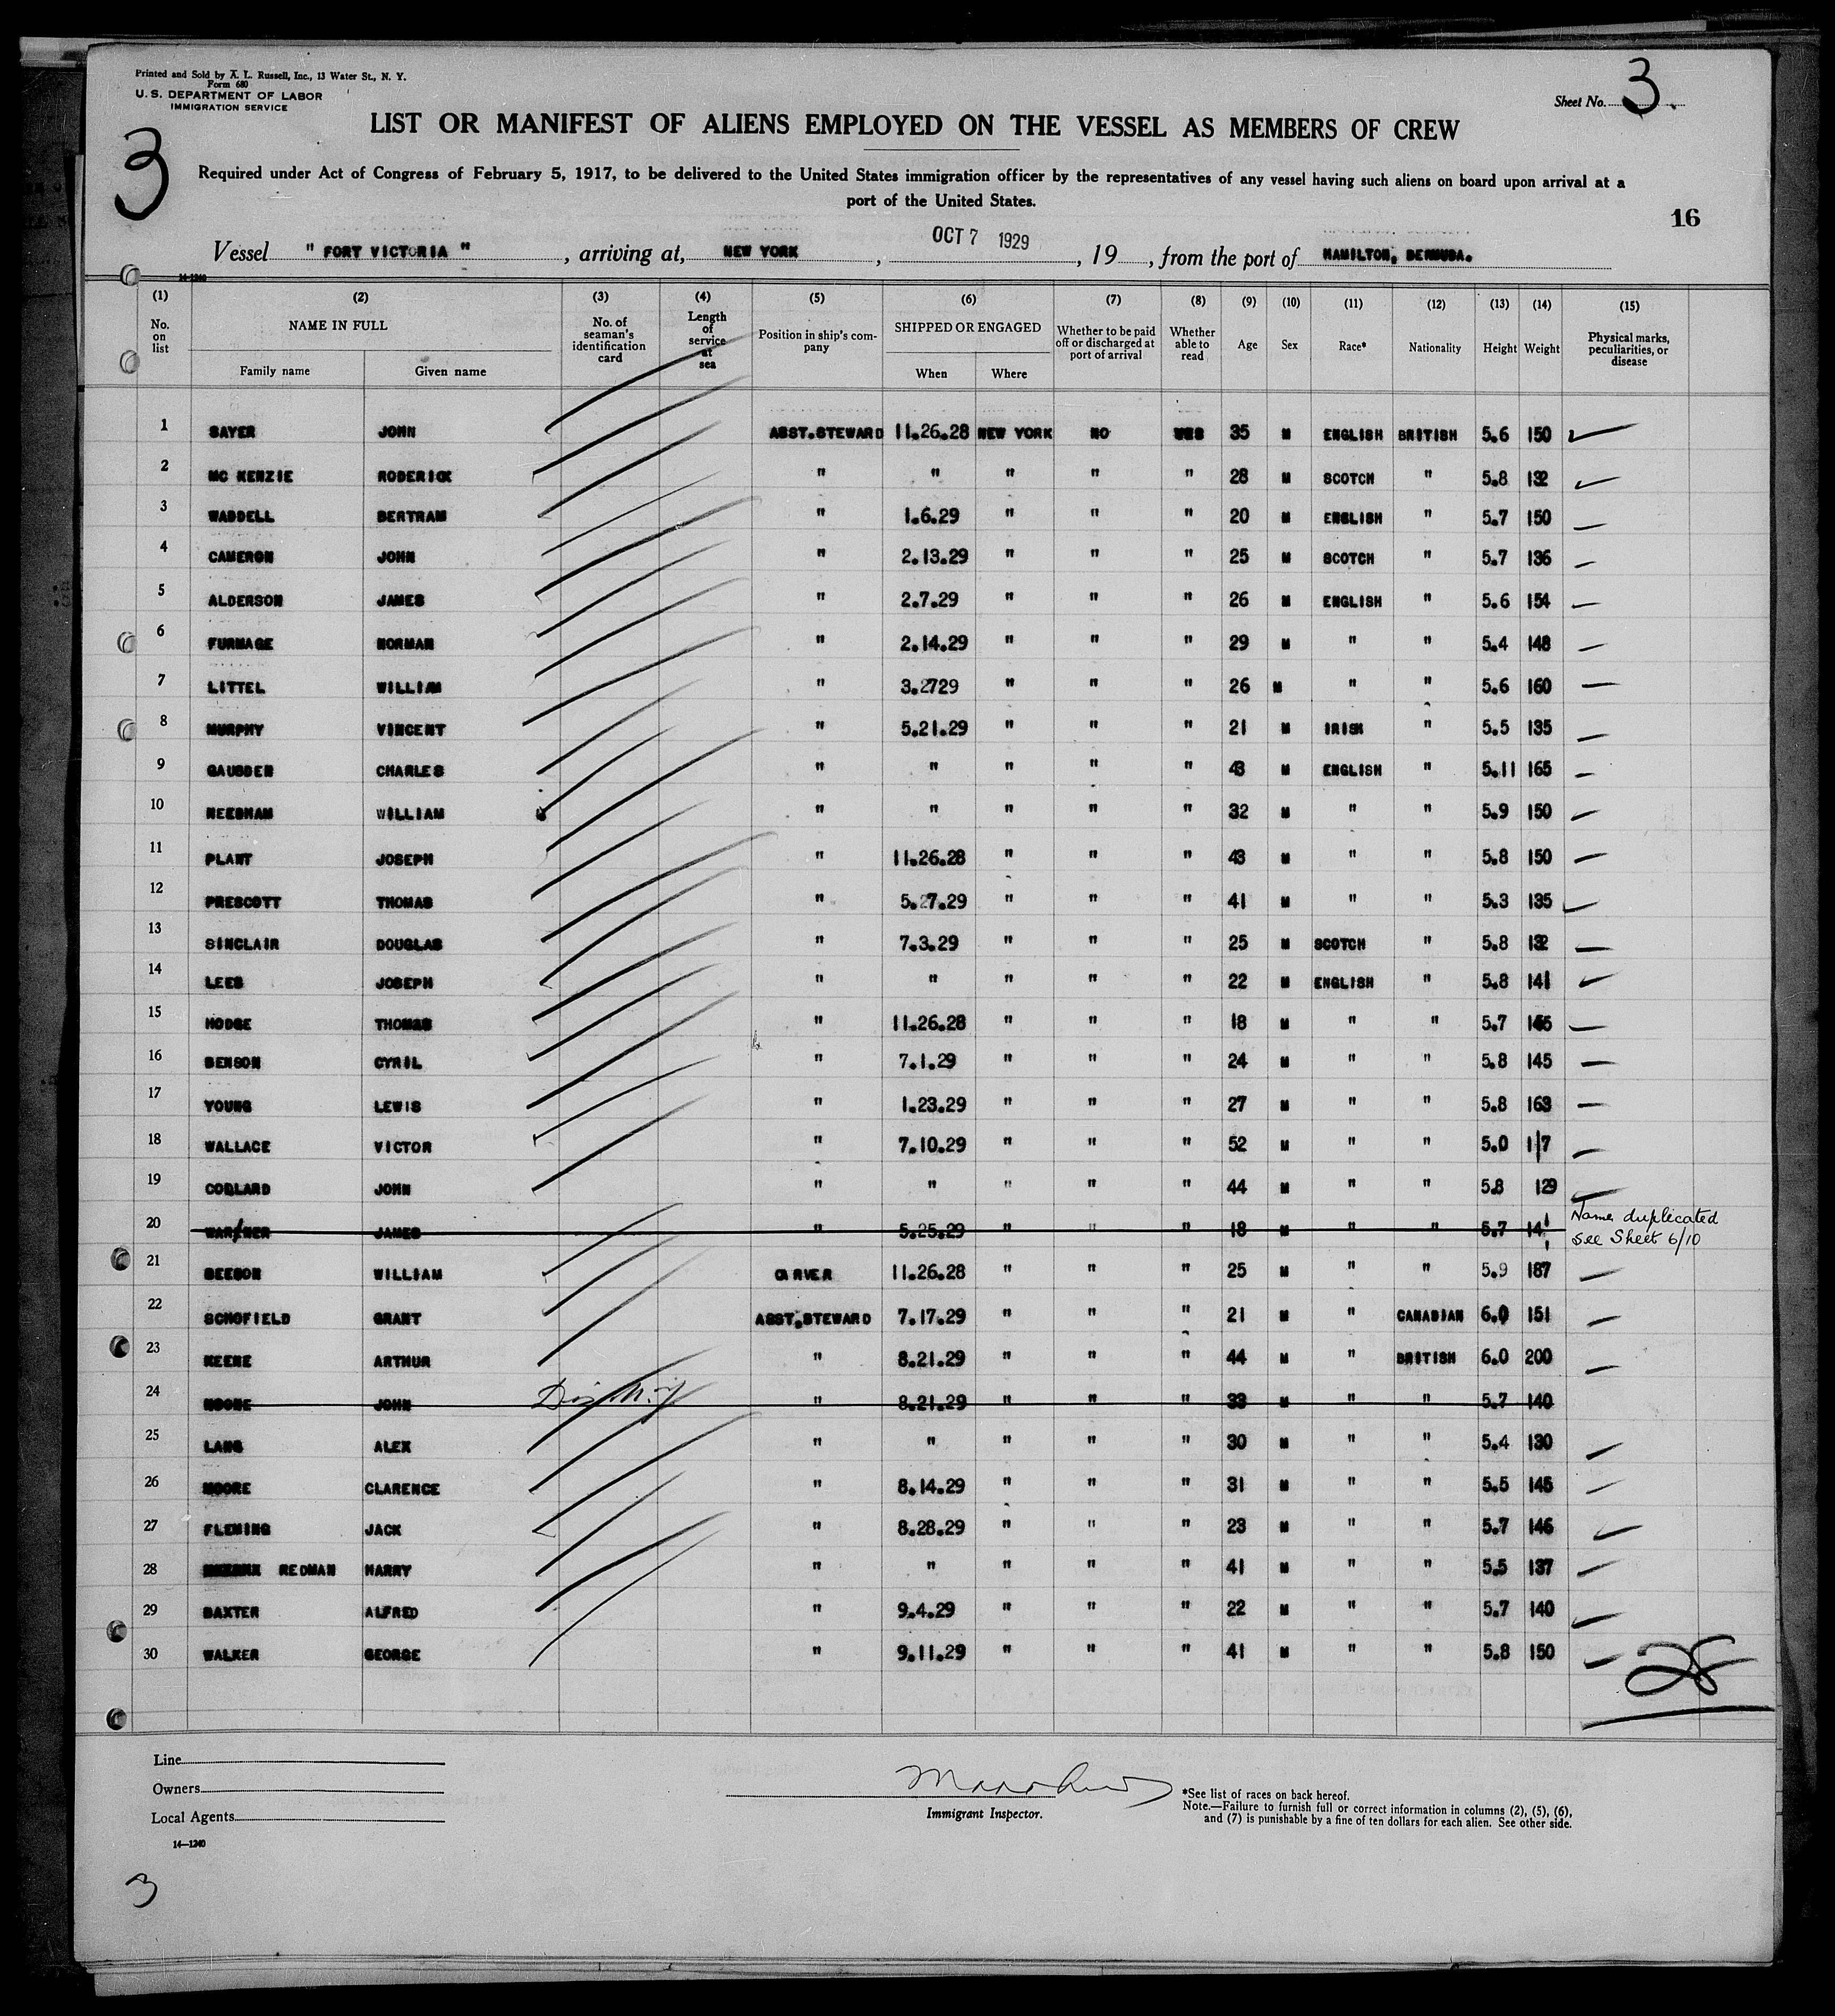 Printed and Sold by A. L. Russell, Inc., 13 Water St., N. Y.
Form 680
U. S. DEPARTMENT OF LABOR
IMMIGRATION SERVICE
Sheet No. 3.
3
LIST OR MANIFEST OF ALIENS EMPLOYED ON THE VESSEL AS MEMBERS OF CREW
Required under Act of Congress of February 5, 1917, to be delivered to the United States immigration officer by the representatives of any vessel having such aliens on board upon arrival at a
port of the United States.
16
Vessel " FORT VICTORIA ", arriving at, NEW YORK, OCT 7 1929, 19, from the port of HAMILTON, BERMUDA.
14-1240
(1) (2) (3) (4) (5) (6) (7) (8) (9) (10) (11) (12) (13) (14) (15)
No. on list NAME IN FULL Family name Given name No. of seaman's identification card Length of service at sea Position in ship's company SHIPPED OR ENGAGED When Where Whether to be paid off or discharged at port of arrival Whether able to read Age Sex Race* Nationality Height Weight Physical marks, peculiarities, or disease
1 SAYER JOHN ASST.STEWARD 11.26.28 NEW YORK NO YES 35 M ENGLISH BRITISH 5.6 150
2 MC KENZIE RODERICK " " " " " 28 M SCOTCH " 5.8 132
3 WADDELL BERTRAM " 1.6.29 " " " 20 M ENGLISH " 5.7 150
4 CAMERON JOHN " 2.13.29 " " " 25 M SCOTCH " 5.7 136
5 ALDERSON JAMES " 2.7.29 " " " 26 M ENGLISH " 5.6 154
6 FURNAGE NORMAN " 2.14.29 " " " 29 M " " 5.4 148
7 LITTEL WILLIAM " 3.2729 " " " 26 M " " 5.6 160
8 MURPHY VINCENT " 5.21.29 " " " 21 M IRISH " 5.5 135
9 GAUSDEN CHARLES " " " " " 43 M ENGLISH " 5.11 165
10 NEEDHAM WILLIAM " " " " " 32 M " " 5.9 150
11 PLANT JOSEPH " 11.26.28 " " " 43 M " " 5.8 150
12 PRESCOTT THOMAS " 5.27.29 " " " 41 M " " 5.3 135
13 SINCLAIR DOUGLAS " 7.3.29 " " " 25 M SCOTCH " 5.8 132
14 LEES JOSEPH " " " " " 22 M ENGLISH " 5.8 141
15 HODGE THOMAS " 11.26.28 " " " 18 M " " 5.7
16 BENSON CYRIL " 7.1.29 " " " 24 M " " 5.8 145
17 YOUNG LEWIS " 1.23.29 " " " 27 M " " 5.8 163
18 WALLACE VICTOR " 7.10.29 " " " 52 M " " 5.0 117
19 COLLARD JOHN " " " " " 44 M " " 5.8 129
20 JAMES " 5.25.29 " " " 18 M " " 5.7 141 Name duplicated
see Sheet 6/10
21 BEESON WILLIAM CARVER 11.26.28 " " " 25 M " " 5.9 187
22 SCHOFIELD GRANT ASST.STEWARD 7.17.29 " " " 21 M " CANADIAN 6.0 151
23 KEENE ARTHUR " 8.21.29 " " " 44 M " BRITISH 6.0 200
24 MOORE JOHN Dis N.Y " 8.21.29 " " " 33 M " " 5.7 140
25 LANG ALEX " " " " " 30 M " " 5.4 130
26 MOORE CLARENCE " 8.14.29 " " " 31 M " " 5.5 145
27 FLEMING JACK " 8.28.29 " " " 23 M " " 5.7 146
28 REDMAN HARRY " " " " " 41 M " " 5.5 137
29 BAXTER ALFRED " 9.4.29 " " " 22 M " " 5.7 140
30 WALKER GEORGE " 9.11.29 " " " 41 M " " 5.8 150
28
Line
Owners
Local Agents
14—1240
Immigrant Inspector.
*See list of races on back hereof.
Note.—Failure to furnish full or correct information in columns (2), (5), (6),
and (7) is punishable by a fine of ten dollars for each alien. See other side.
3